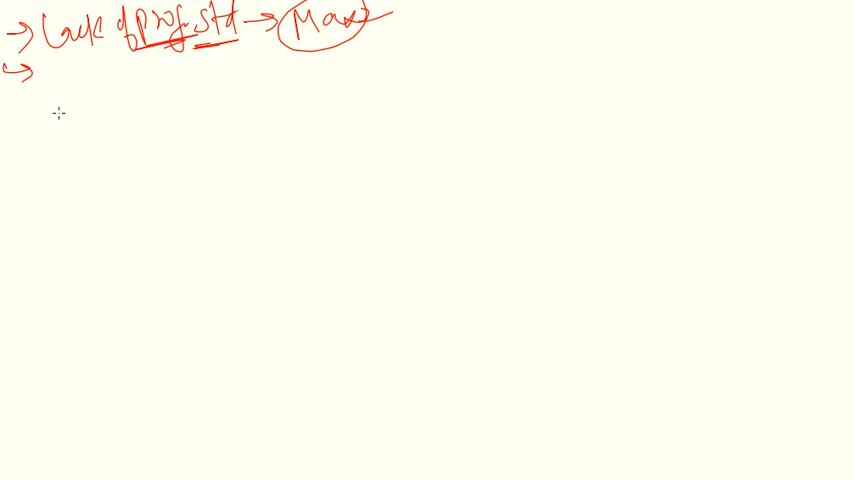 → Lack of prof. std → Max
↪